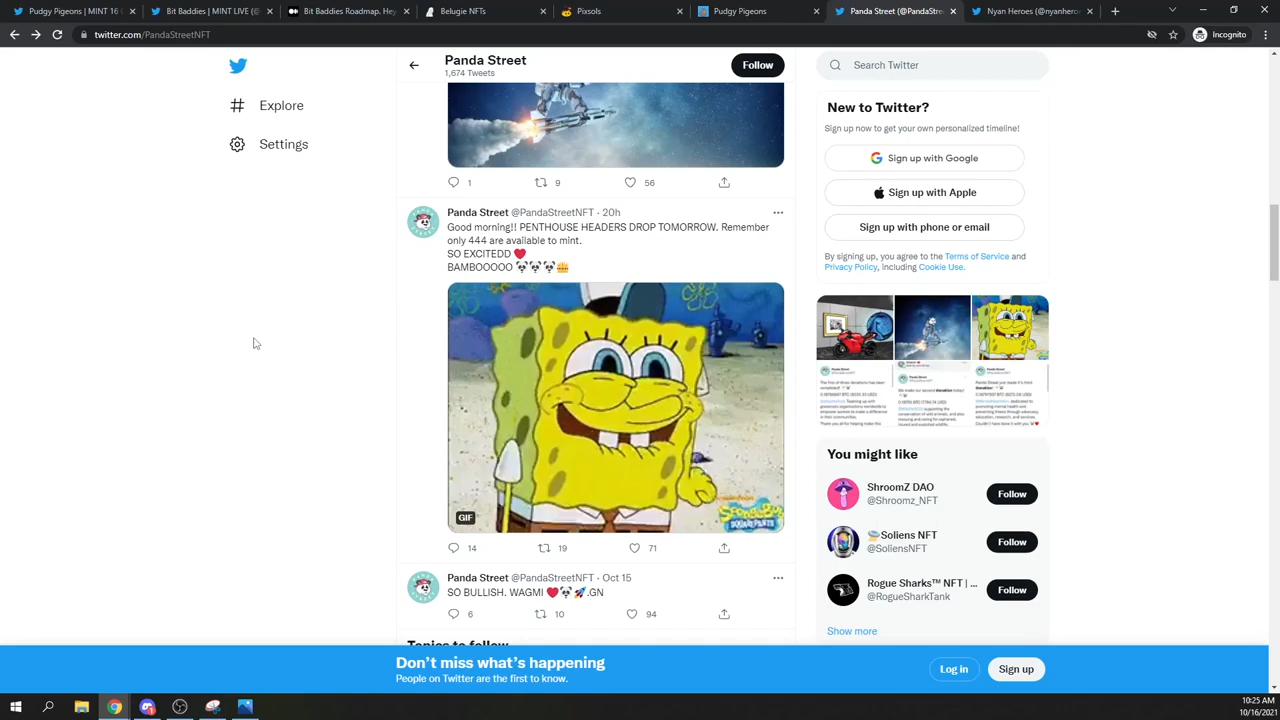 Pudgy Pigeons | MINT 16 
Bit Baddies | MINT LIVE (@
Bit Baddies Roadmap. Hey
Belugie NFTs
Pixsols
Pudgy Pigeons
Panda Street (@PandaStreet
Nyan Heroes (@nyanheroe
twitter.com/PandaStreetNFT
Incognito
Panda Street
1,674 Tweets
Follow
Search Twitter
Explore
Settings
New to Twitter?
Sign up now to get your own personalized timeline!
Sign up with Google
Sign up with Apple
Sign up with phone or email
By signing up, you agree to the Terms of Service and
Privacy Policy, including Cookie Use.
1 9 56
Panda Street @PandaStreetNFT · 20h
Good morning!! PENTHOUSE HEADERS DROP TOMORROW. Remember
only 444 are available to mint.
SO EXCITEDD ❤️
BAMBOOOOO 🐼🐼🐼🎍
GIF
14 19 71
Panda Street @PandaStreetNFT · Oct 15
SO BULLISH. WAGMI ❤️🐼🚀.GN
6 10 94
You might like
ShroomZ DAO
@Shroomz_NFT
Follow
Soliens NFT
@SoliensNFT
Follow
Rogue Sharks™ NFT | ...
@RogueSharkTank
Follow
Show more
Don't miss what's happening
People on Twitter are the first to know.
Log in
Sign up
10:25 AM
10/16/2021